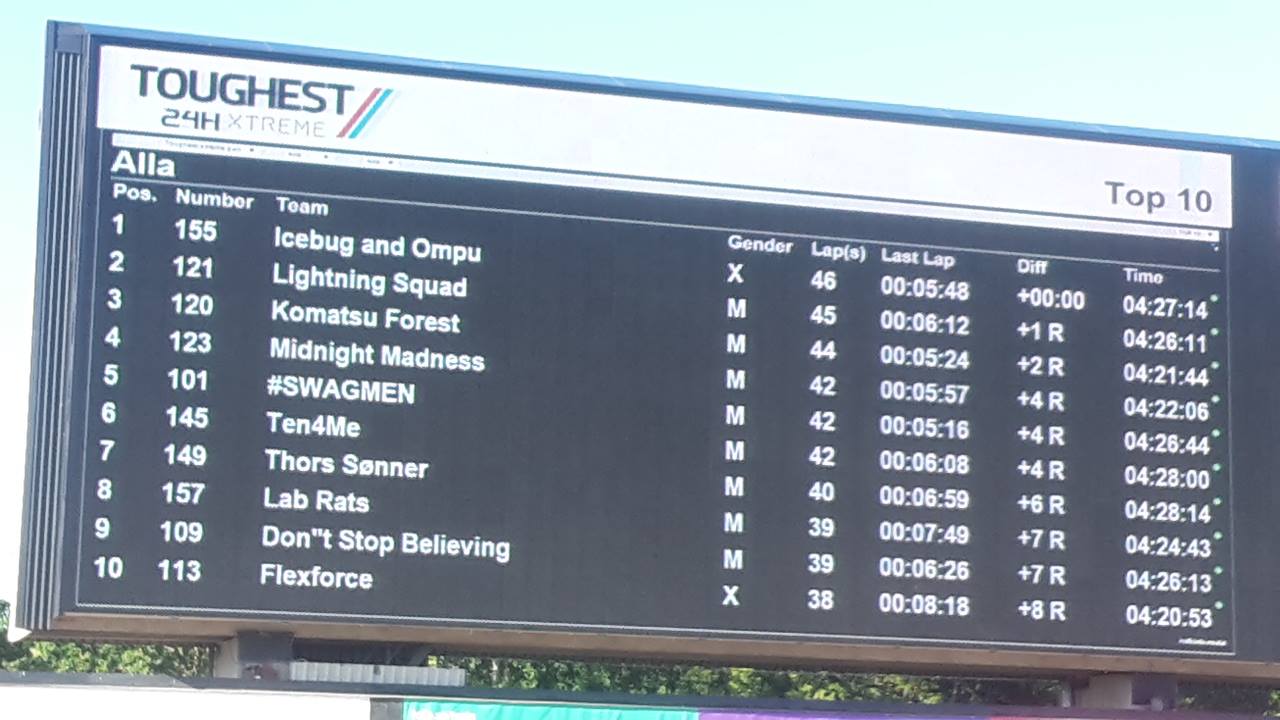 TOUGHEST
24H XTREME
Alla
Top 10
Pos. Number Team Gender Lap(s) Last Lap Diff Time
1 155 Icebug and Ompu X 46 00:05:48 +00:00 04:27:14
2 121 Lightning Squad M 45 00:06:12 +1 R 04:26:11
3 120 Komatsu Forest M 44 00:05:24 +2 R 04:21:44
4 123 Midnight Madness M 42 00:05:57 +4 R 04:22:06
5 101 #SWAGMEN M 42 00:05:16 +4 R 04:26:44
6 145 Ten4Me M 42 00:06:08 +4 R 04:28:00
7 149 Thors Sønner M 40 00:06:59 +6 R 04:28:14
8 157 Lab Rats M 39 00:07:49 +7 R 04:24:43
9 109 Don"t Stop Believing M 39 00:06:26 +7 R 04:26:13
10 113 Flexforce X 38 00:08:18 +8 R 04:20:53